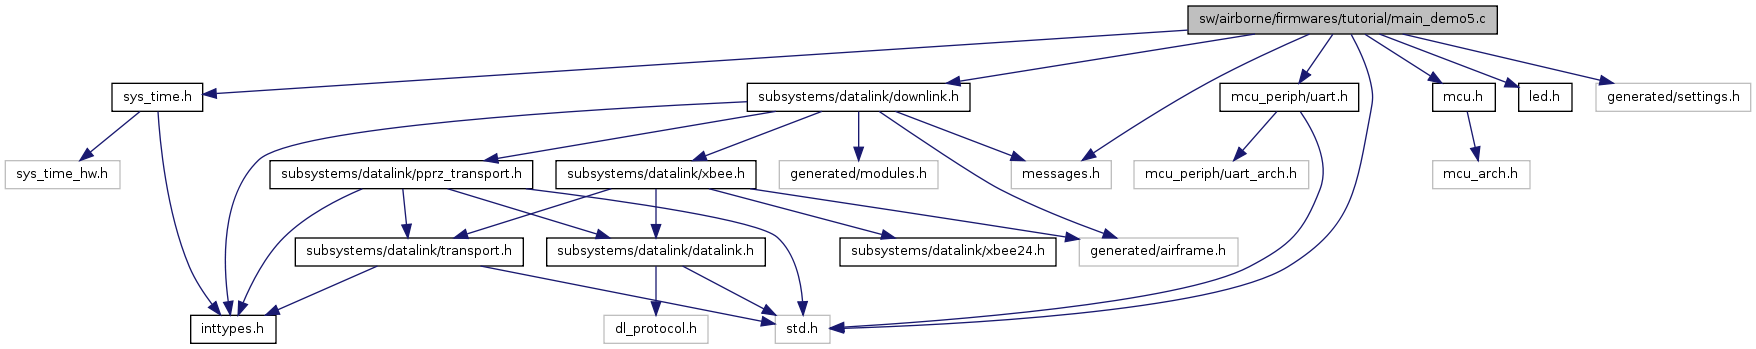 sw/airborne/firmwares/tutorial/main_demo5.c
sys_time.h
subsystems/datalink/downlink.h
mcu_periph/uart.h
mcu.h
led.h
generated/settings.h
sys_time_hw.h
subsystems/datalink/pprz_transport.h
subsystems/datalink/xbee.h
generated/modules.h
messages.h
mcu_periph/uart_arch.h
mcu_arch.h
subsystems/datalink/transport.h
subsystems/datalink/datalink.h
subsystems/datalink/xbee24.h
generated/airframe.h
inttypes.h
dl_protocol.h
std.h